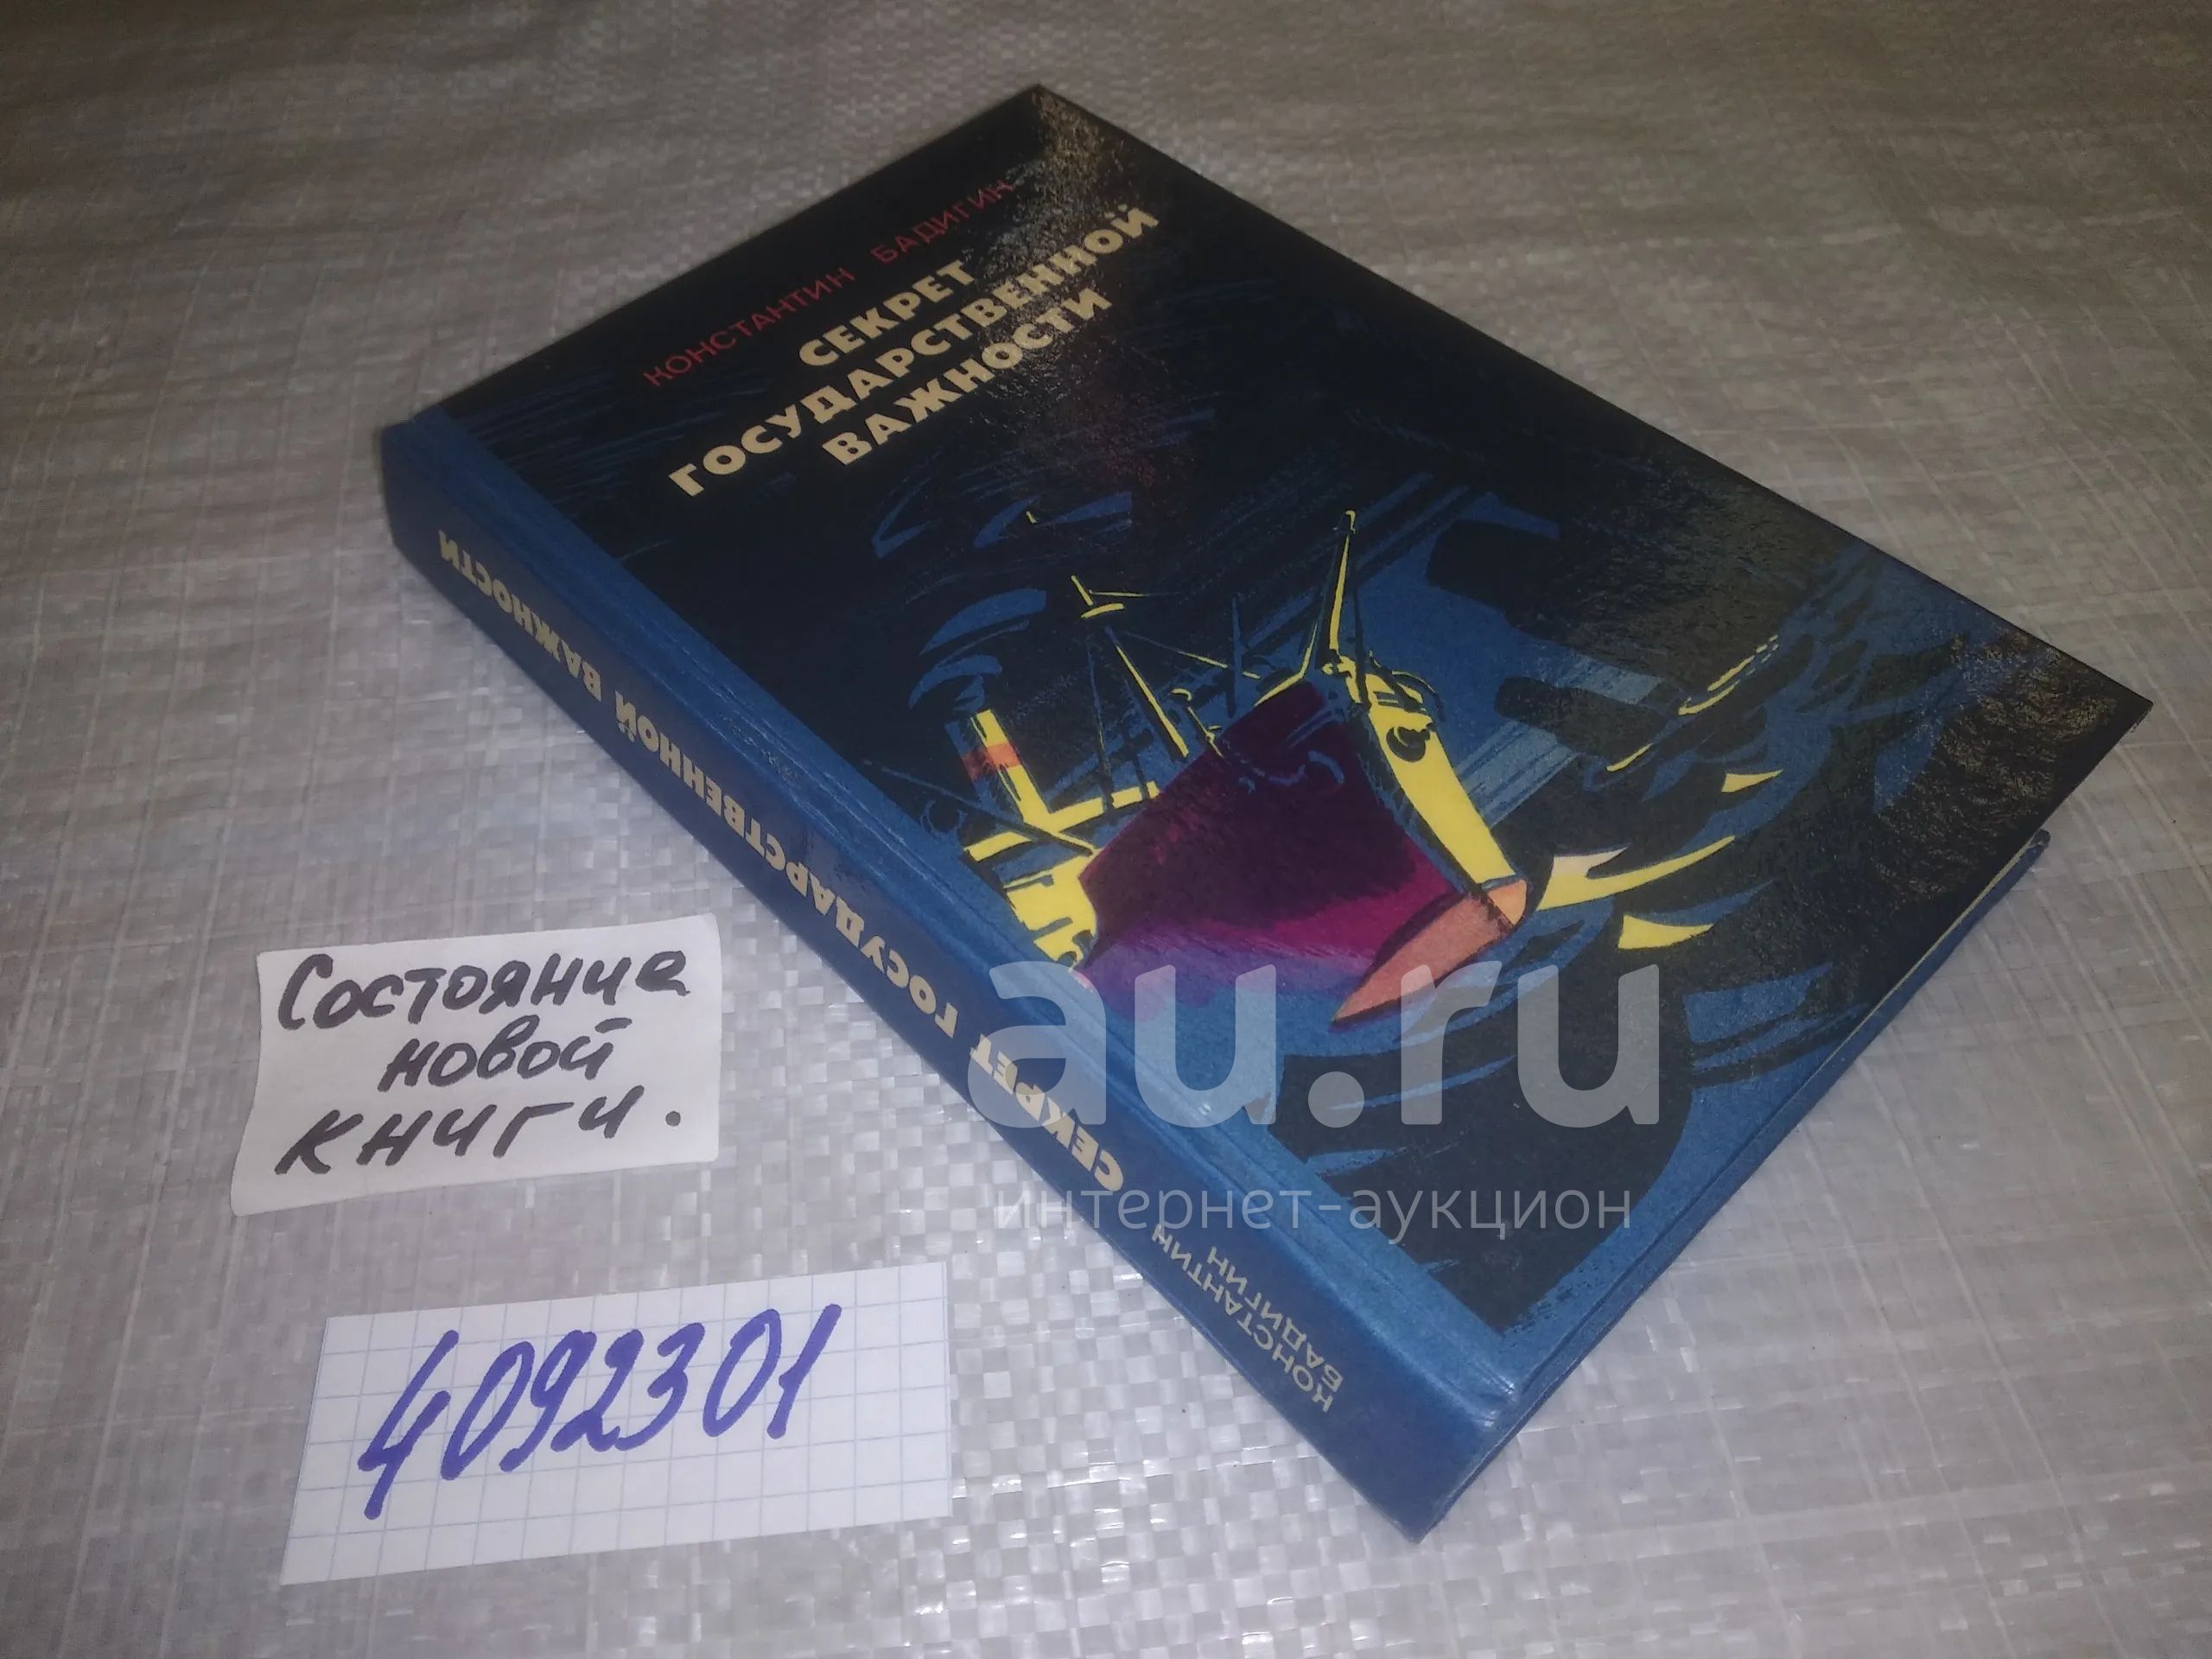 КОНСТАНТИН БАДИГИН
СЕКРЕТ
ГОСУДАРСТВЕННОЙ
ВАЖНОСТИ
КОНСТАНТИН
БАДИГИН
СЕКРЕТ ГОСУДАРСТВЕННОЙ ВАЖНОСТИ
Состояние
новой
книги.
4092301
au.ru
интернет-аукцион